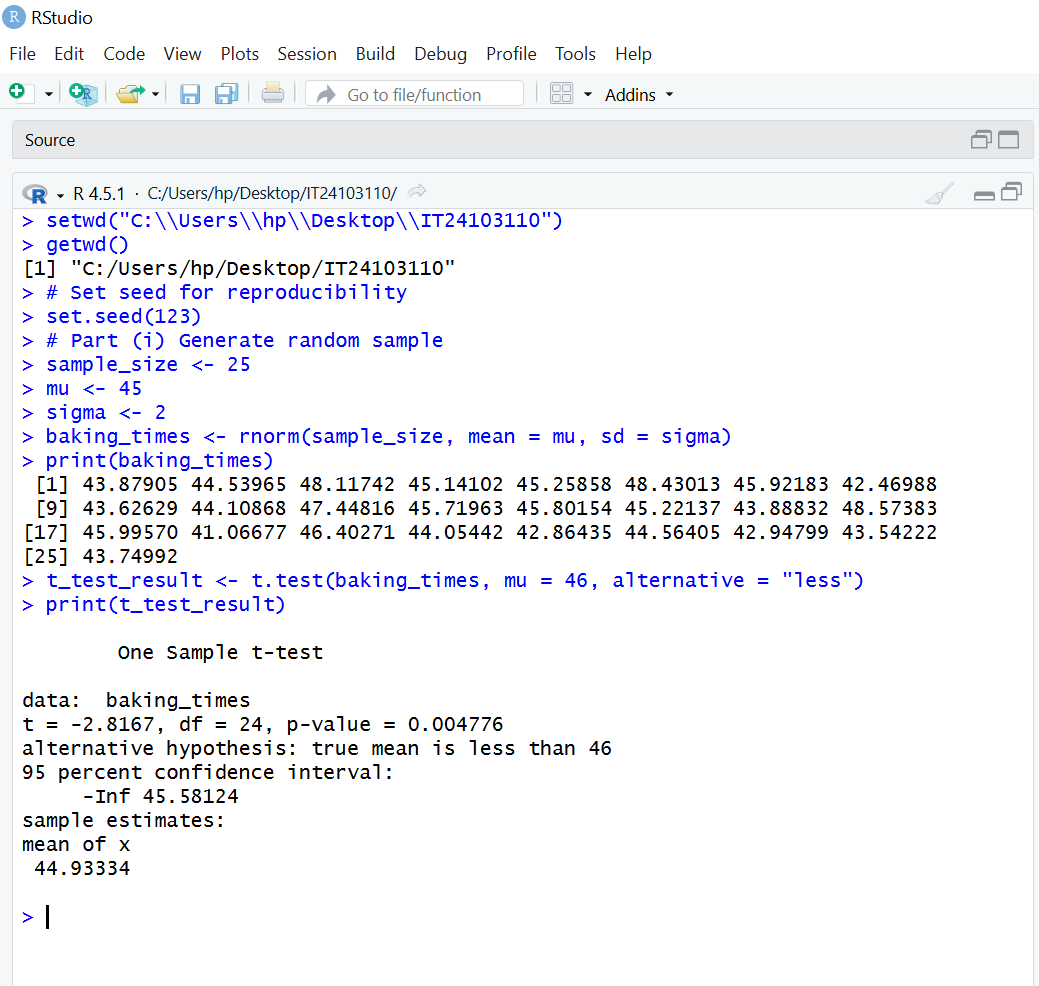 R RStudio
File Edit Code View Plots Session Build Debug Profile Tools Help
R Go to file/function Addins
Source
R R 4.5.1 · C:/Users/hp/Desktop/IT24103110/
> setwd("C:\\Users\\hp\\Desktop\\IT24103110")
> getwd()
[1] "C:/Users/hp/Desktop/IT24103110"
> # Set seed for reproducibility
> set.seed(123)
> # Part (i) Generate random sample
> sample_size <- 25
> mu <- 45
> sigma <- 2
> baking_times <- rnorm(sample_size, mean = mu, sd = sigma)
> print(baking_times)
 [1] 43.87905 44.53965 48.11742 45.14102 45.25858 48.43013 45.92183 42.46988
 [9] 43.62629 44.10868 47.44816 45.71963 45.80154 45.22137 43.88832 48.57383
[17] 45.99570 41.06677 46.40271 44.05442 42.86435 44.56405 42.94799 43.54222
[25] 43.74992
> t_test_result <- t.test(baking_times, mu = 46, alternative = "less")
> print(t_test_result)
        One Sample t-test
data:  baking_times
t = -2.8167, df = 24, p-value = 0.004776
alternative hypothesis: true mean is less than 46
95 percent confidence interval:
     -Inf 45.58124
sample estimates:
mean of x
 44.93334
>